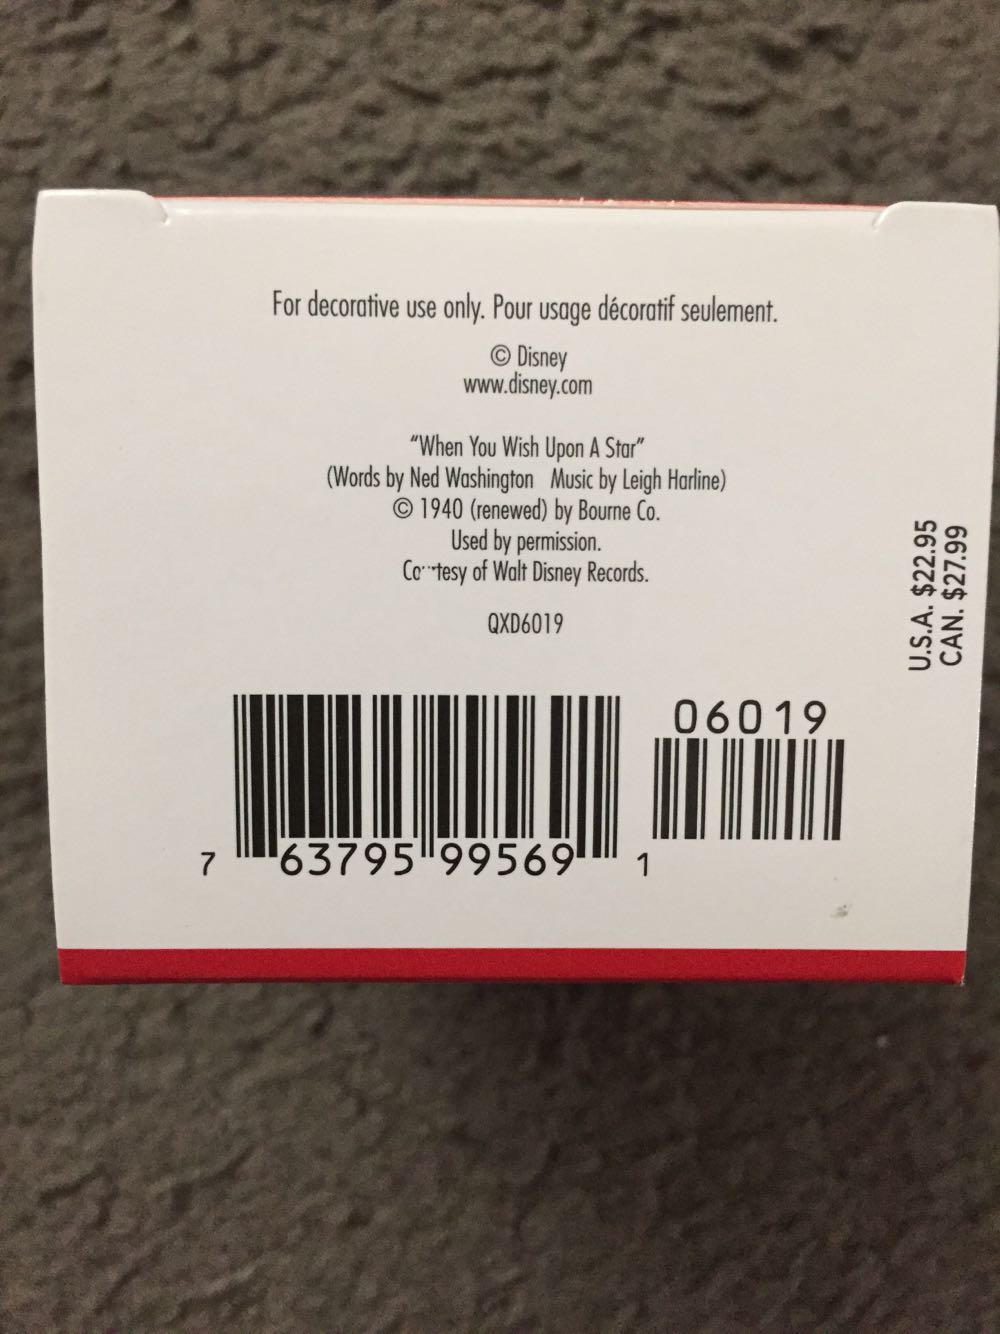 For decorative use only. Pour usage décoratif seulement.
© Disney
www.disney.com
“When You Wish Upon A Star”
(Words by Ned Washington Music by Leigh Harline)
© 1940 (renewed) by Bourne Co.
Used by permission.
Courtesy of Walt Disney Records.
QXD6019
U.S.A. $22.95
CAN. $27.99
06019
7 63795 99569 1